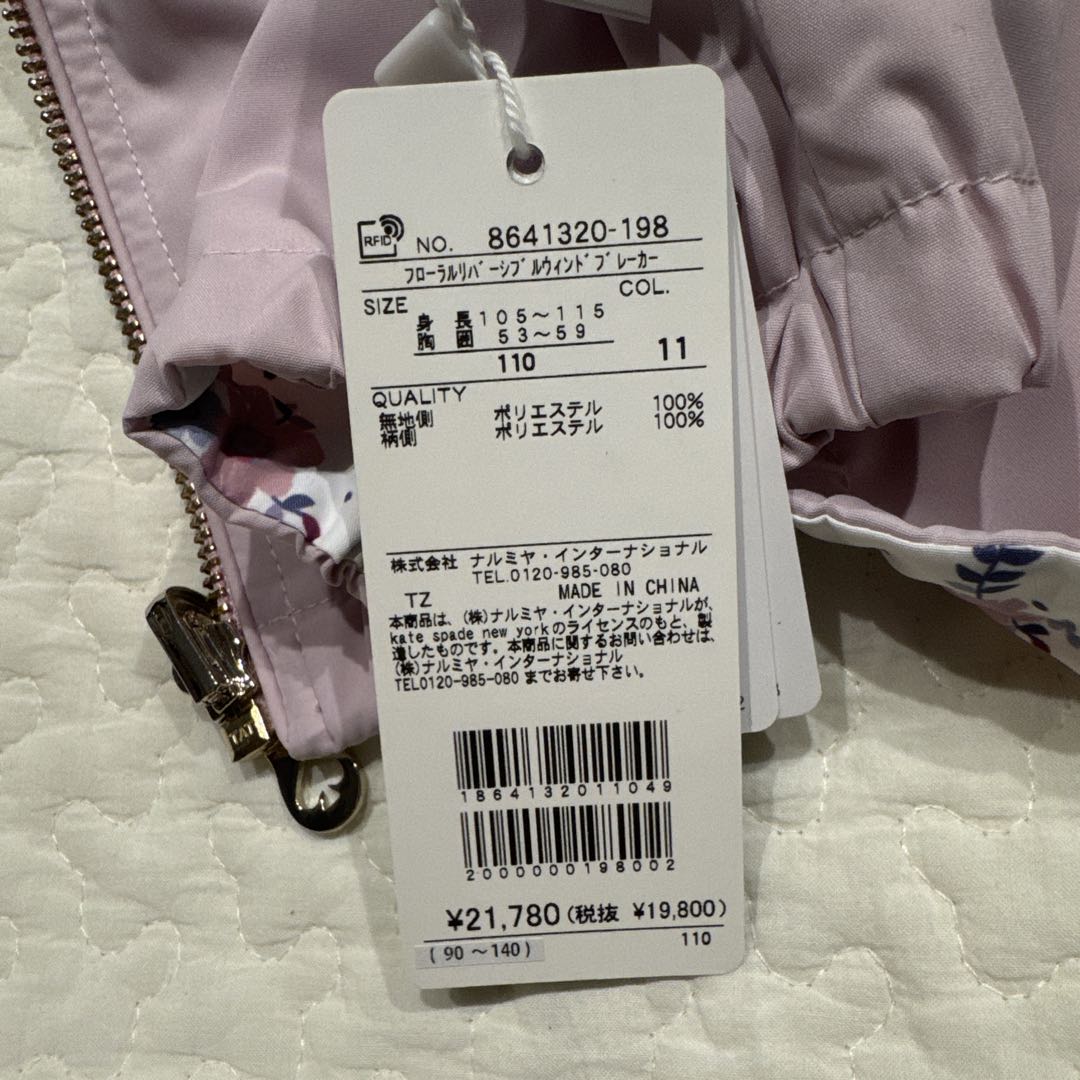 RFID NO. 8641320-198
フローラルリバーシブルウィンドブレーカー
SIZE COL.
身 長 105～115
胸 囲 53～59
110 11
QUALITY
無地側 ポリエステル 100%
柄側 ポリエステル 100%
株式会社 ナルミヤ・インターナショナル
TEL.0120-985-080
TZ MADE IN CHINA
本商品は、(株)ナルミヤ・インターナショナルが、
kate spade new yorkのライセンスのもと、製
造したものです。本商品に関するお問い合わせは、
(株)ナルミヤ・インターナショナル
TEL0120-985-080 までお寄せ下さい。
1864132011049
2000000198002
¥21,780 (税抜 ¥19,800)
(90 ～140) 110